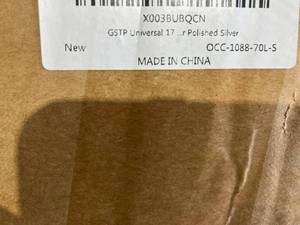 X003BUBQCN
GSTP Universal 17 ...r Polished Silver
New OCC-1088-70L-S
MADE IN CHINA